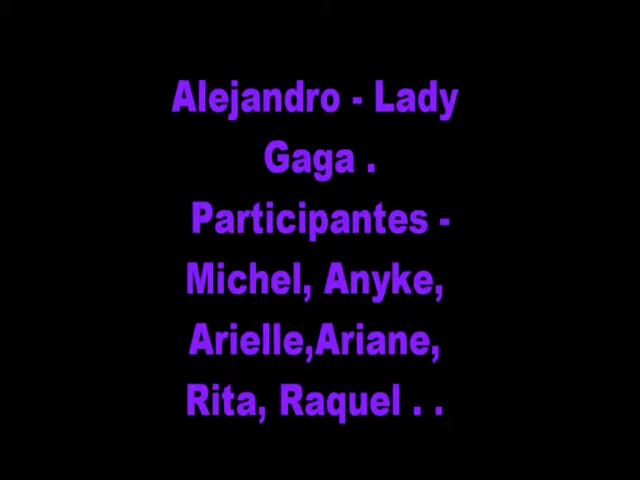 Alejandro - Lady
Gaga .
Participantes -
Michel, Anyke,
Arielle,Ariane,
Rita, Raquel . .